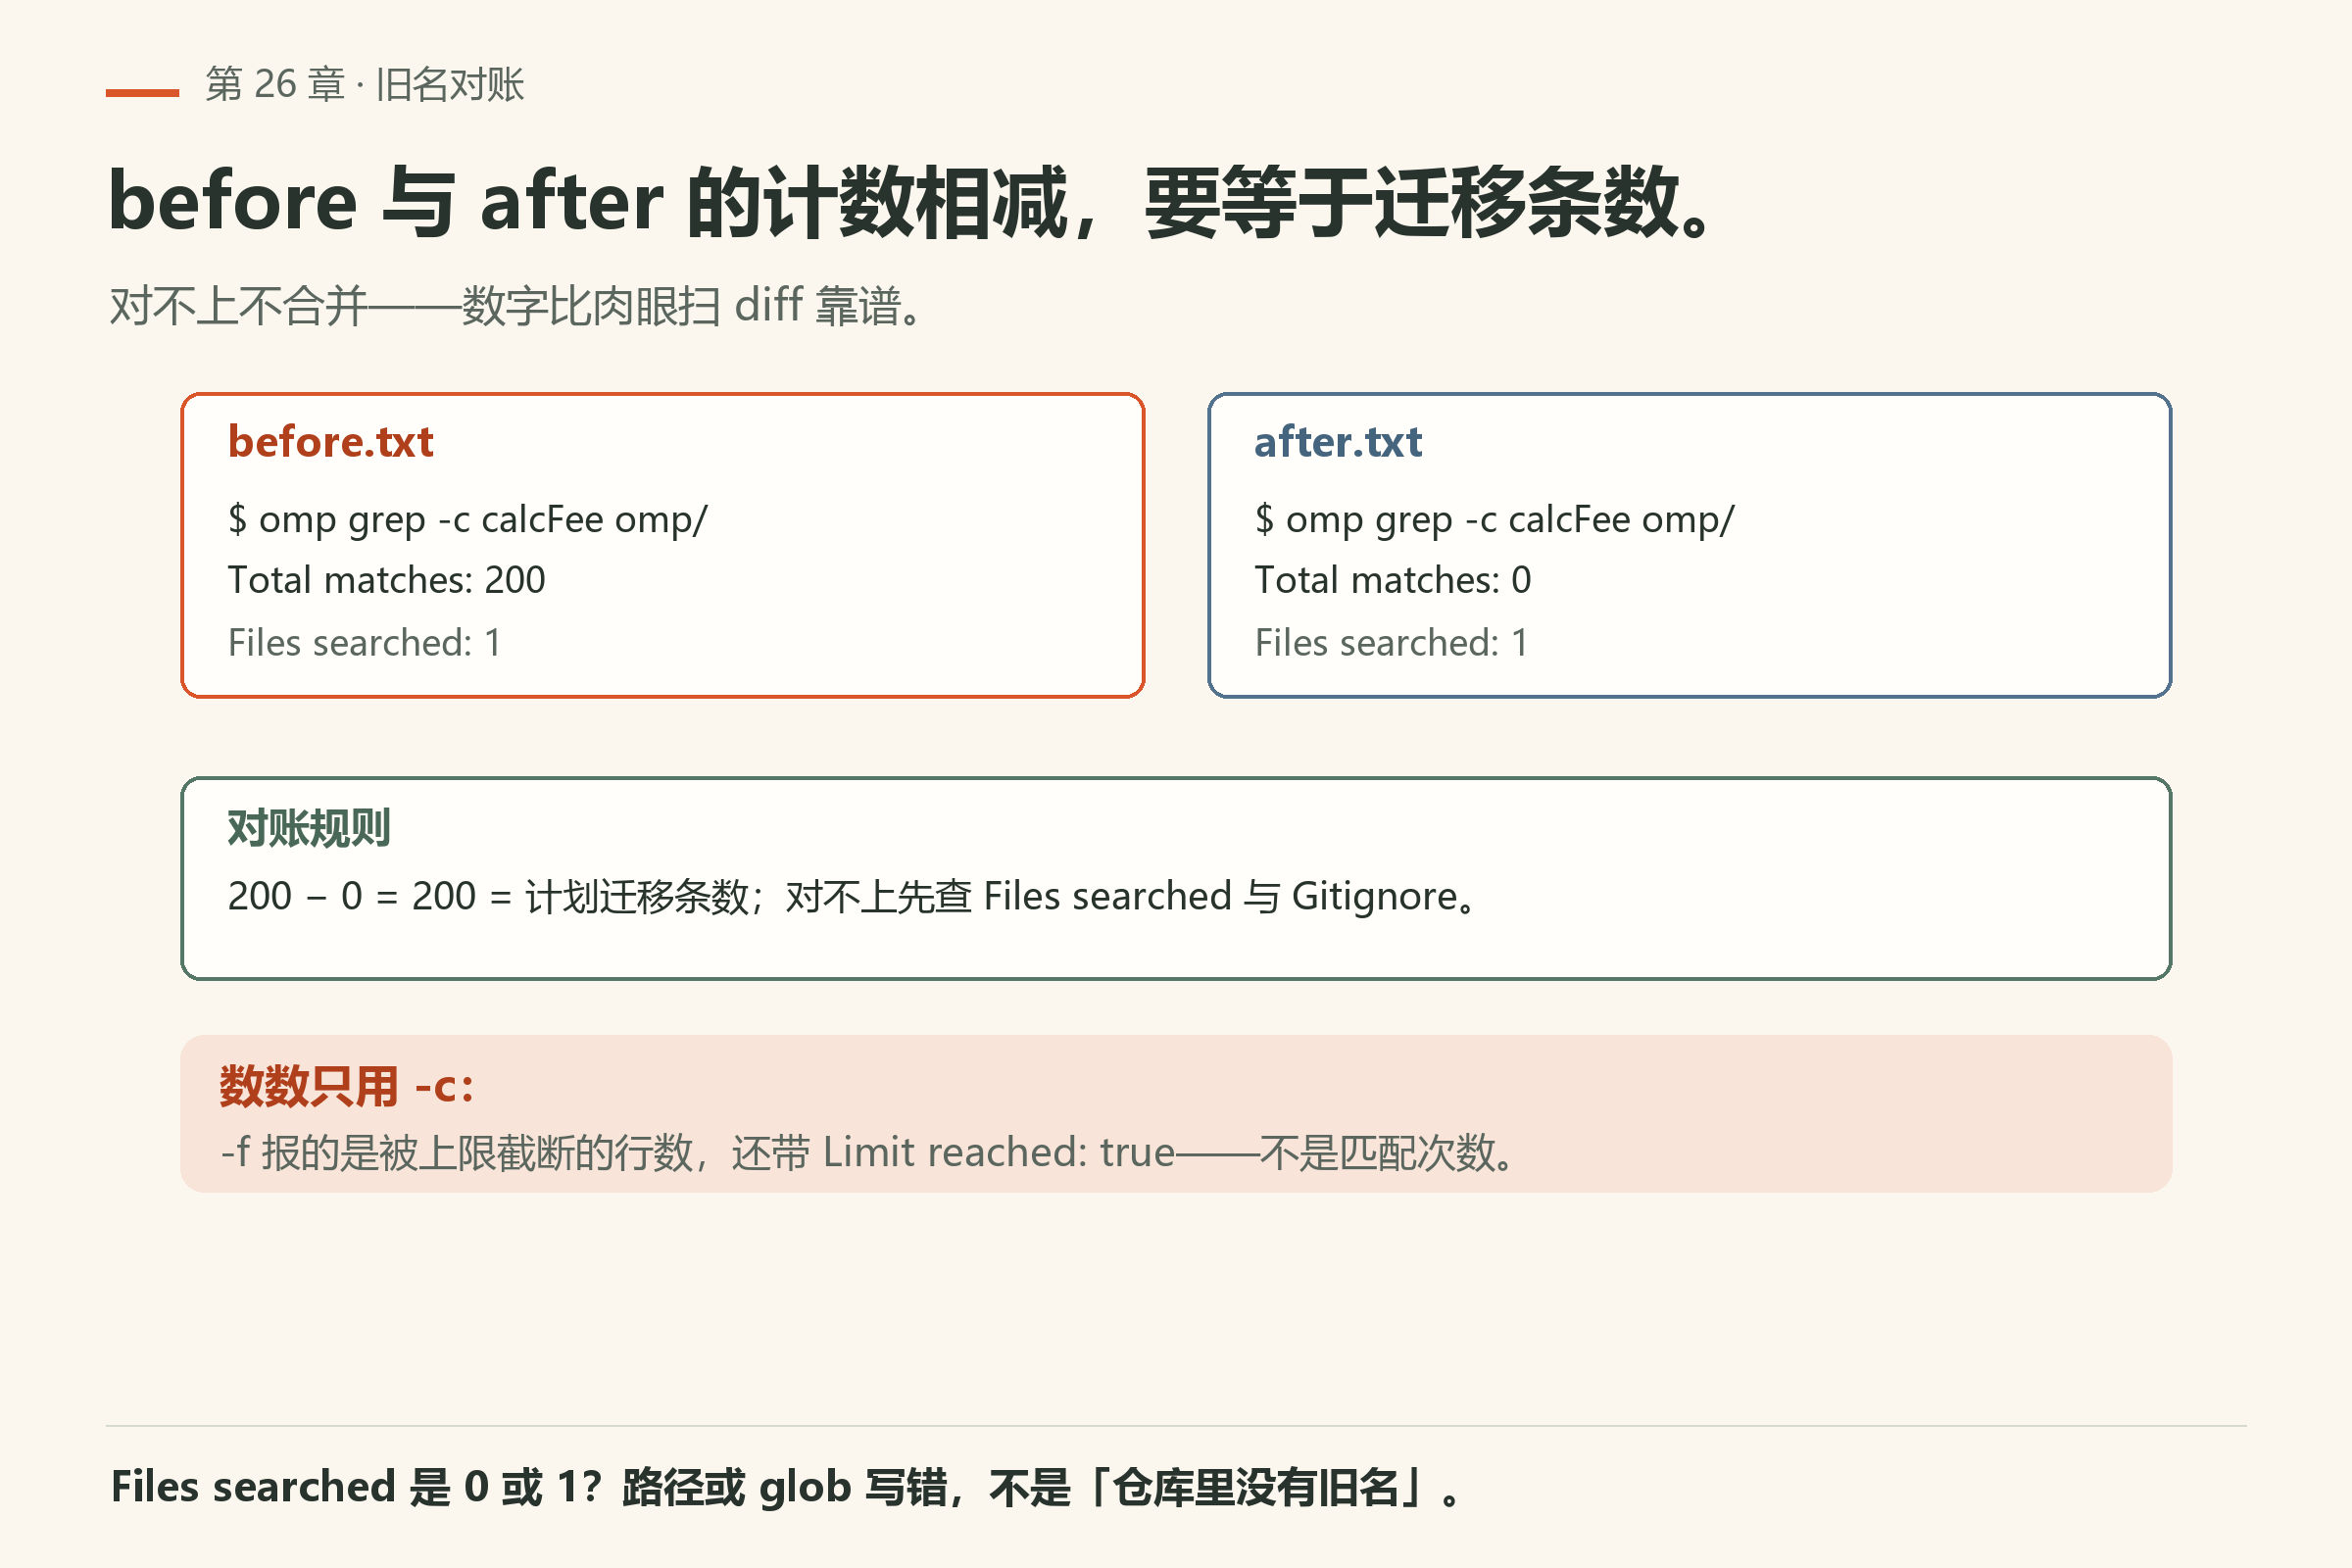 第 26 章 · 旧名对账
before 与 after 的计数相减，要等于迁移条数。
对不上不合并——数字比肉眼扫 diff 靠谱。
before.txt
$ omp grep -c calcFee omp/
Total matches: 200
Files searched: 1
after.txt
$ omp grep -c calcFee omp/
Total matches: 0
Files searched: 1
对账规则
200 − 0 = 200 = 计划迁移条数；对不上先查 Files searched 与 Gitignore。
数数只用 -c：
-f 报的是被上限截断的行数，还带 Limit reached: true——不是匹配次数。
Files searched 是 0 或 1？路径或 glob 写错，不是「仓库里没有旧名」。